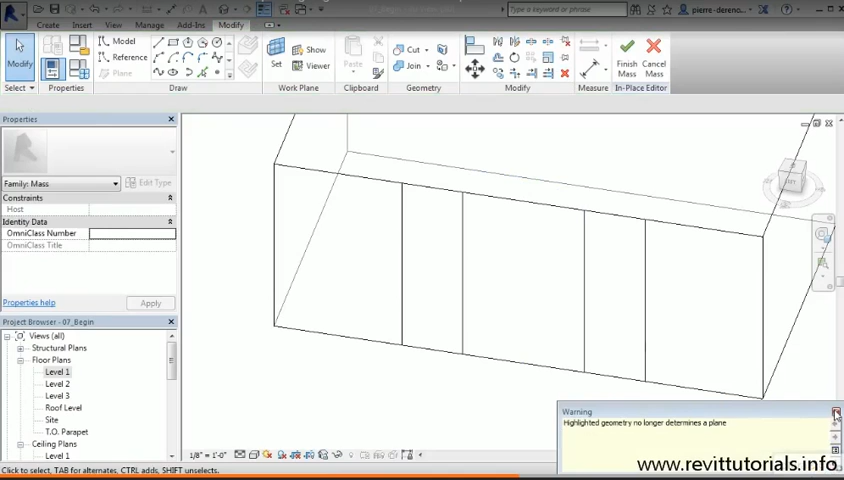 Type a keyword or phrase
pierre-dereno...
Create
Insert
View
Manage
Add-Ins
Modify
Modify
Model
Reference
Plane
Set
Show
Viewer
Paste
Cut
Join
Finish
Mass
Cancel
Mass
Select
Properties
Draw
Work Plane
Clipboard
Geometry
Modify
Measure
In-Place Editor
Properties
Family: Mass
Edit Type
Constraints
Host
Identity Data
OmniClass Number
OmniClass Title
Properties help
Apply
Project Browser - 07_Begin
Views (all)
Structural Plans
Floor Plans
Level 1
Level 2
Level 3
Roof Level
Site
T.O. Parapet
Ceiling Plans
Level 1
1/8" = 1'-0"
Warning
Highlighted geometry no longer determines a plane
Click to select, TAB for alternates, CTRL adds, SHIFT unselects.
www.revittutorials.info